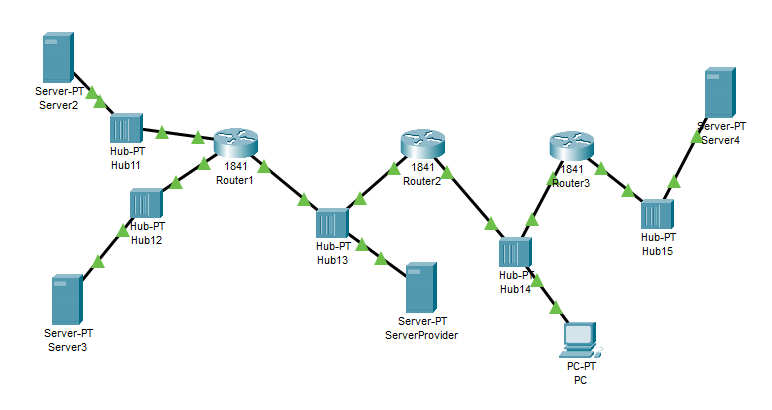 Server-PT
Server2
Hub-PT
Hub11
1841
Router1
Hub-PT
Hub12
Server-PT
Server3
Hub-PT
Hub13
1841
Router2
Server-PT
ServerProvider
Hub-PT
Hub14
PC-PT
PC
1841
Router3
Hub-PT
Hub15
Server-PT
Server4